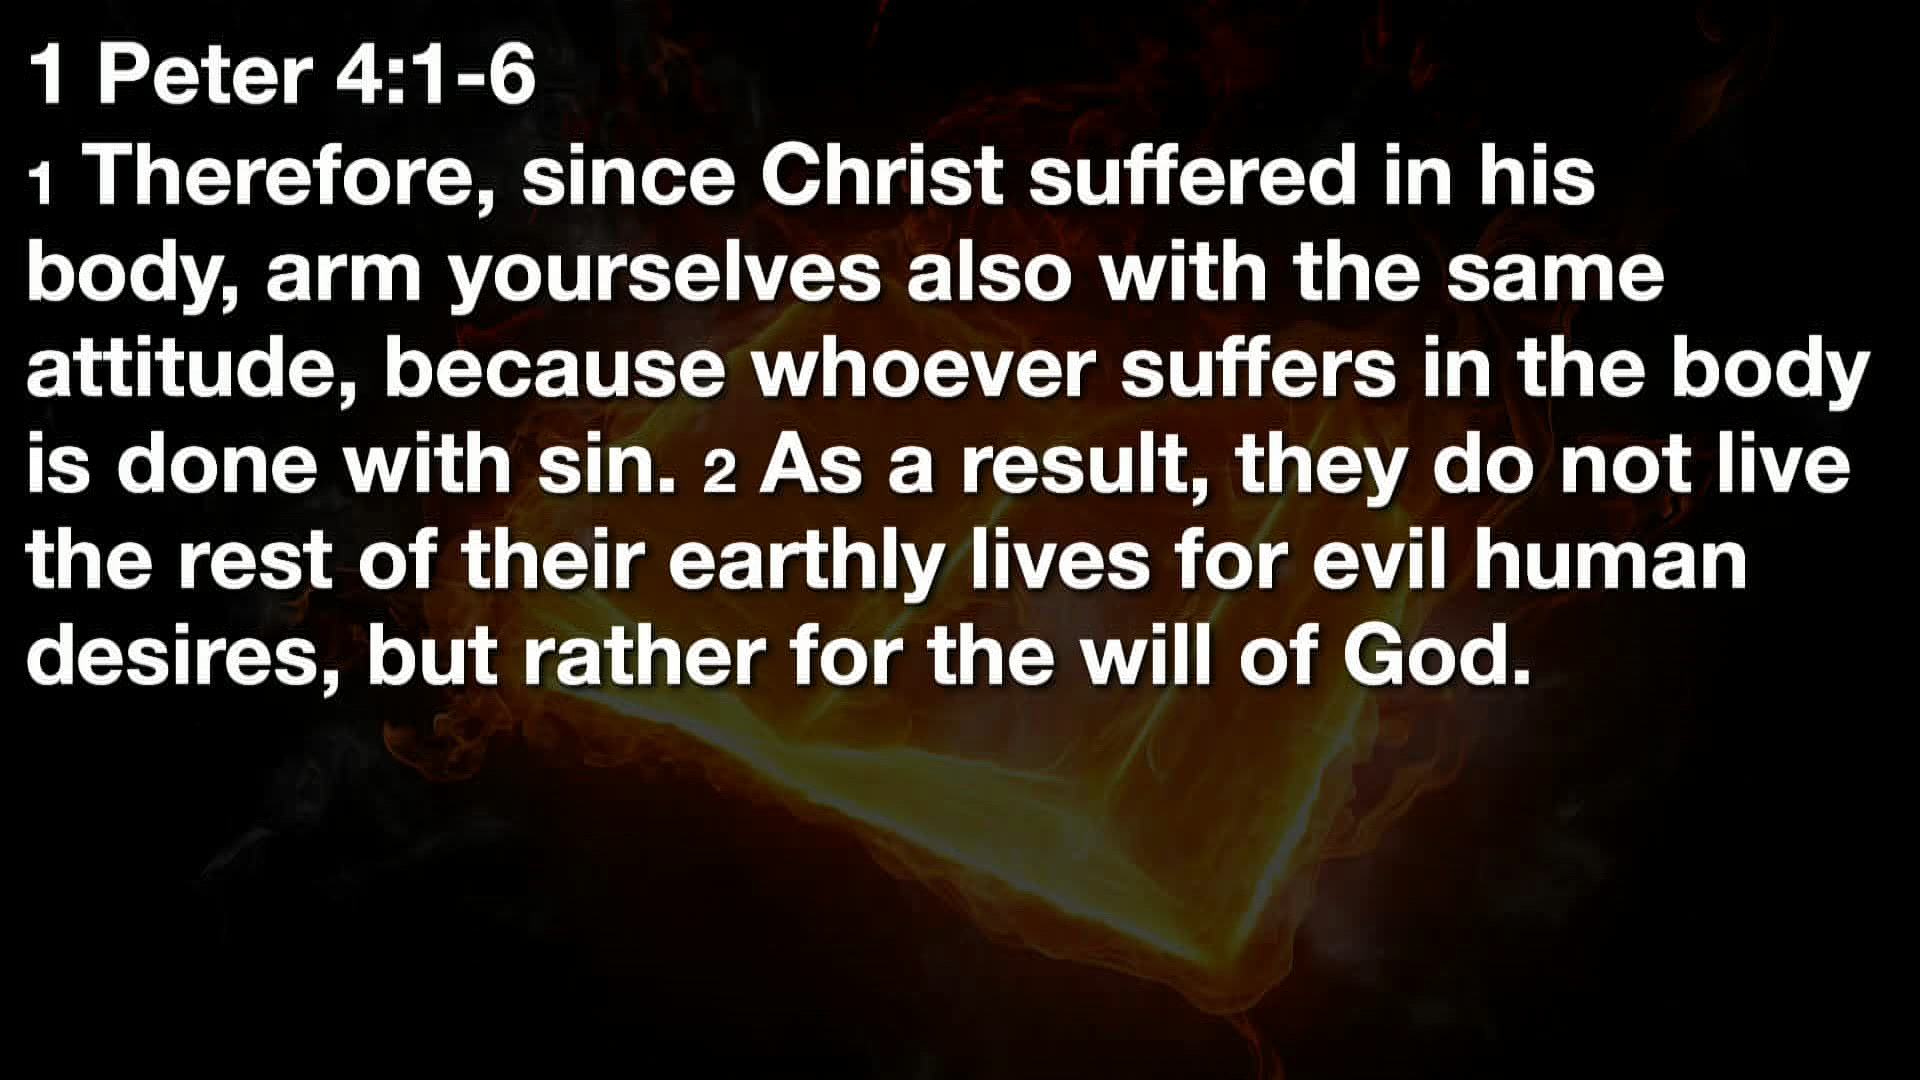 1 Peter 4:1-6
1 Therefore, since Christ suffered in his
body, arm yourselves also with the same
attitude, because whoever suffers in the body
is done with sin. 2 As a result, they do not live
the rest of their earthly lives for evil human
desires, but rather for the will of God.